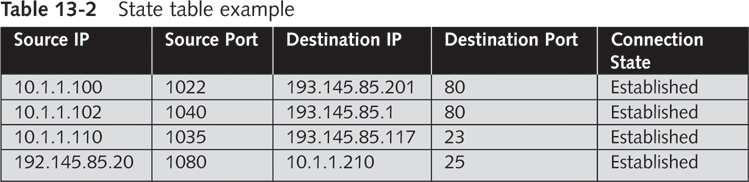 Table 13-2 State table example
Source IP Source Port Destination IP Destination Port Connection State
10.1.1.100 1022 193.145.85.201 80 Established
10.1.1.102 1040 193.145.85.1 80 Established
10.1.1.110 1035 193.145.85.117 23 Established
192.145.85.20 1080 10.1.1.210 25 Established